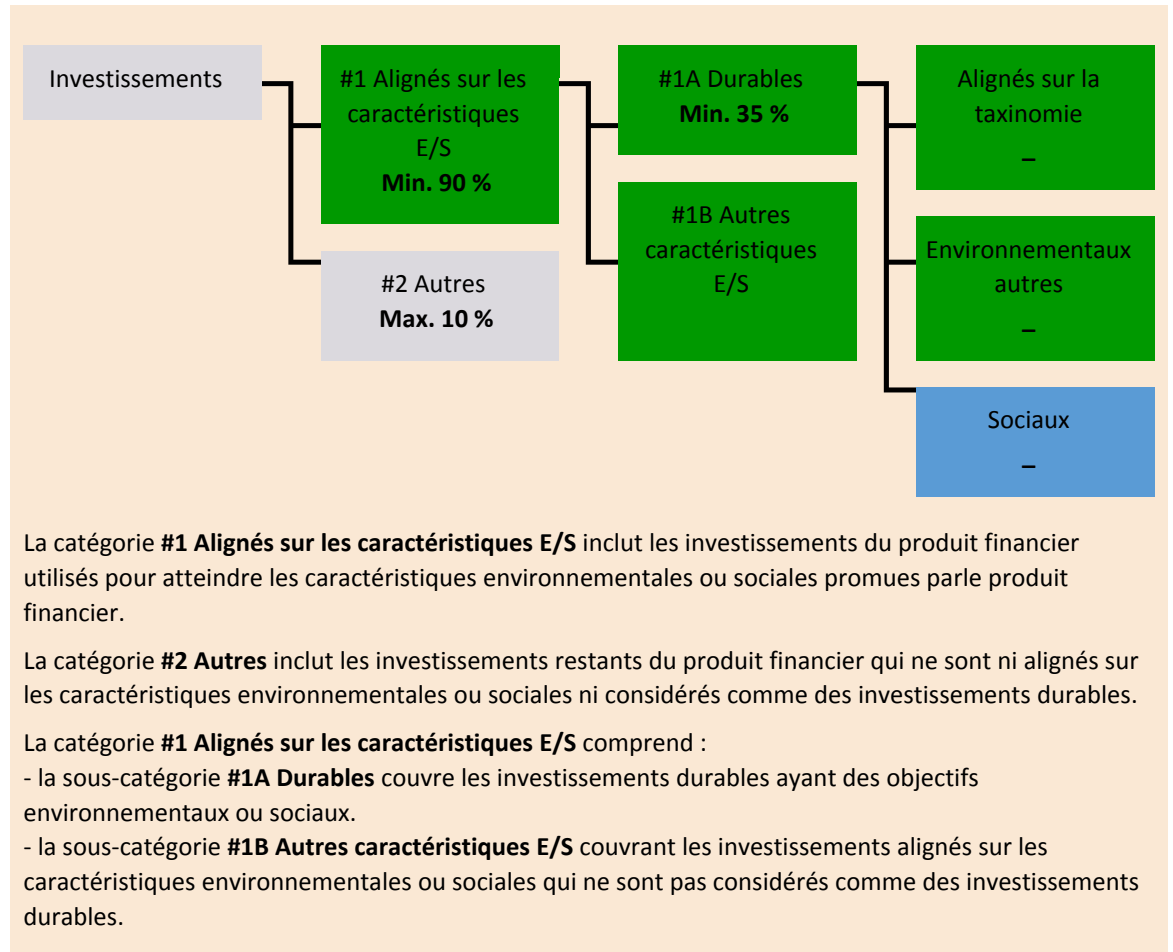 Investissements
#1 Alignés sur les
caractéristiques
E/S
Min. 90 %
#2 Autres
Max. 10 %
#1A Durables
Min. 35 %
#1B Autres
caractéristiques
E/S
Alignés sur la
taxinomie
–
Environnementaux
autres
–
Sociaux
–
La catégorie #1 Alignés sur les caractéristiques E/S inclut les investissements du produit financier
utilisés pour atteindre les caractéristiques environnementales ou sociales promues parle produit
financier.
La catégorie #2 Autres inclut les investissements restants du produit financier qui ne sont ni alignés sur
les caractéristiques environnementales ou sociales ni considérés comme des investissements durables.
La catégorie #1 Alignés sur les caractéristiques E/S comprend :
- la sous-catégorie #1A Durables couvre les investissements durables ayant des objectifs
environnementaux ou sociaux.
- la sous-catégorie #1B Autres caractéristiques E/S couvrant les investissements alignés sur les
caractéristiques environnementales ou sociales qui ne sont pas considérés comme des investissements
durables.